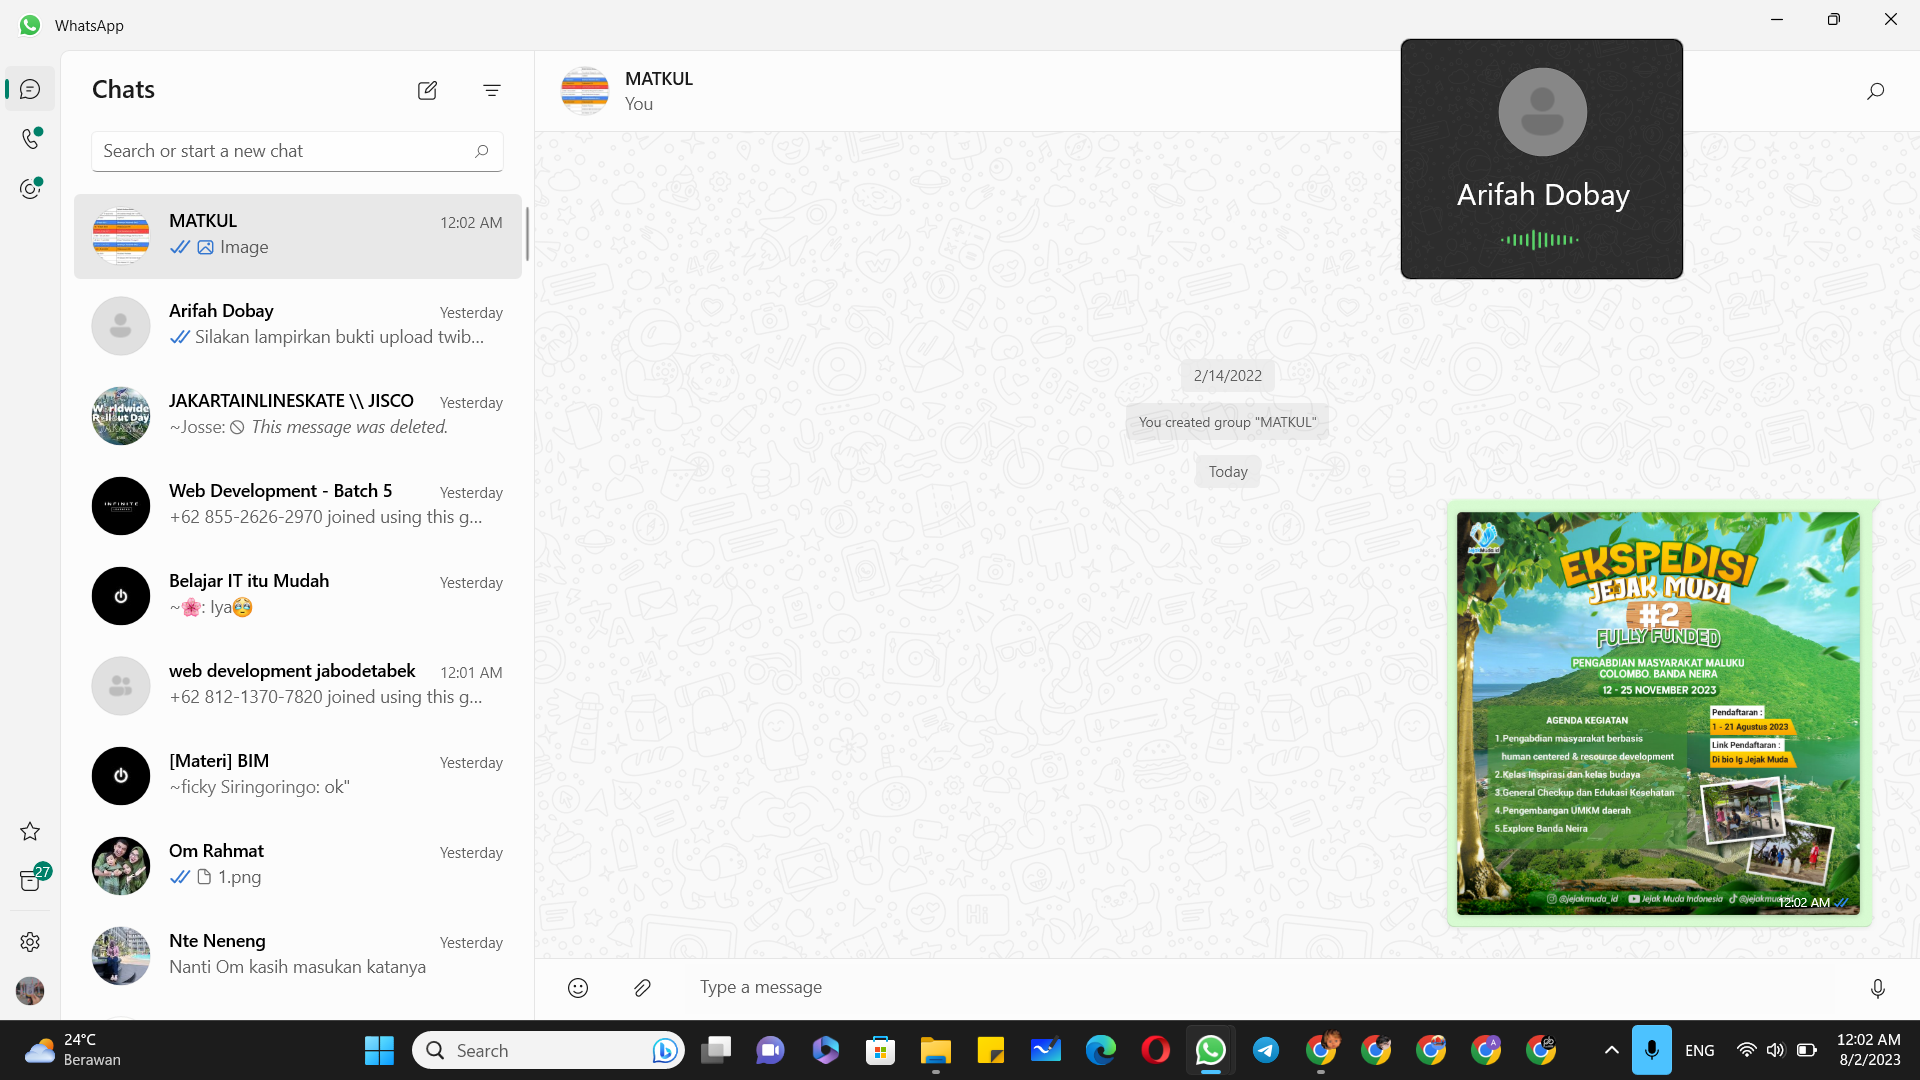 WhatsApp
Chats
Search or start a new chat
MATKUL
12:02 AM
Image
Arifah Dobay
Yesterday
Silakan lampirkan bukti upload twib...
JAKARTAINLINESKATE \\ JISCO
Yesterday
~Josse: This message was deleted.
Web Development - Batch 5
Yesterday
+62 855-2626-2970 joined using this g...
Belajar IT itu Mudah
Yesterday
~🌸: Iya🥹
web development jabodetabek
12:01 AM
+62 812-1370-7820 joined using this g...
[Materi] BIM
Yesterday
~ficky Siringoringo: ok"
Om Rahmat
Yesterday
1.png
Nte Neneng
Yesterday
Nanti Om kasih masukan katanya
27
MATKUL
You
Arifah Dobay
2/14/2022
You created group "MATKUL"
Today
EKSPEDISI
JEJAK MUDA
#2
FULLY FUNDED
PENGABDIAN MASYARAKAT MALUKU
COLOMBO, BANDA NEIRA
12 - 25 NOVEMBER 2023
AGENDA KEGIATAN
1.Pengabdian masyarakat berbasis
human centered & resource development
2.Kelas inspirasi dan kelas budaya
3.General Checkup dan Edukasi Kesehatan
4.Pengembangan UMKM daerah
5.Explore Banda Neira
Pendaftaran :
1 - 21 Agustus 2023
Link Pendaftaran :
Di bio Ig Jejak Muda
@jejakmuda_id
Jejak Muda Indonesia
12:02 AM
Type a message
24°C
Berawan
Search
ENG
12:02 AM
8/2/2023